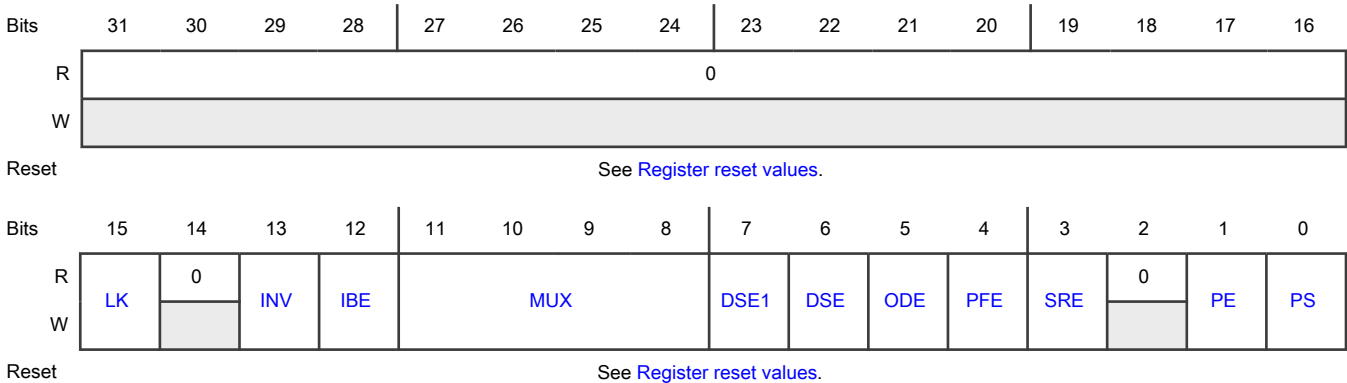 Bits 31 30 29 28 27 26 25 24 23 22 21 20 19 18 17 16
R 0
W
Reset See Register reset values.
Bits 15 14 13 12 11 10 9 8 7 6 5 4 3 2 1 0
R 0 0
LK INV IBE MUX DSE1 DSE ODE PFE SRE PE PS
W
Reset See Register reset values.